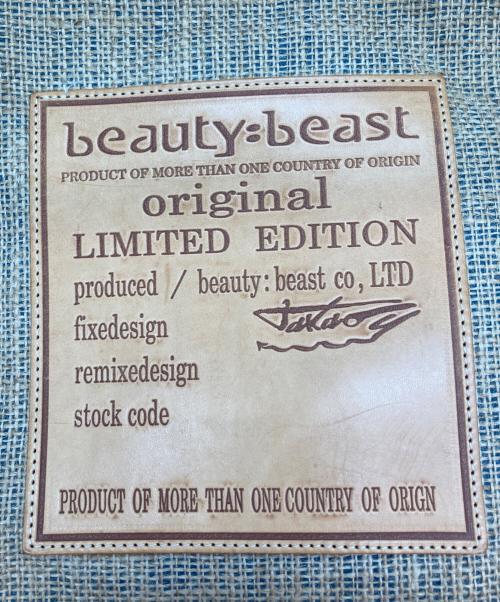 beauty:beast
PRODUCT OF MORE THAN ONE COUNTRY OF ORIGIN
original
LIMITED EDITION
produced / beauty:beast co, LTD
fixedesign
remixedesign
stock code
PRODUCT OF MORE THAN ONE COUNTRY OF ORIGN